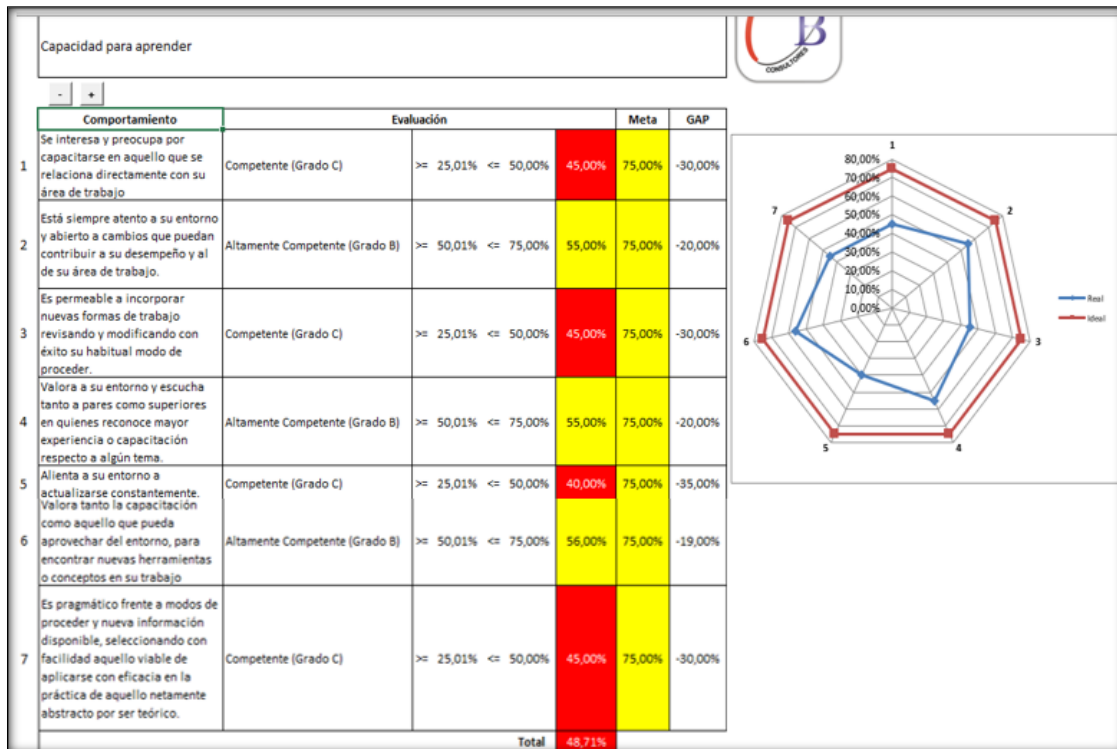 Capacidad para aprender
B
CONSULTORES
- +
Comportamiento Evaluación Meta GAP
1 Se interesa y preocupa por
capacitarse en aquello que se
relaciona directamente con su
área de trabajo
Competente (Grado C) >= 25,01% <= 50,00% 45,00% 75,00% -30,00%
2 Está siempre atento a su entorno
y abierto a cambios que puedan
contribuir a su desempeño y al
de su área de trabajo.
Altamente Competente (Grado B) >= 50,01% <= 75,00% 55,00% 75,00% -20,00%
3 Es permeable a incorporar
nuevas formas de trabajo
revisando y modificando con
éxito su habitual modo de
proceder.
Competente (Grado C) >= 25,01% <= 50,00% 45,00% 75,00% -30,00%
4 Valora a su entorno y escucha
tanto a pares como superiores
en quienes reconoce mayor
experiencia o capacitación
respecto a algún tema.
Altamente Competente (Grado B) >= 50,01% <= 75,00% 55,00% 75,00% -20,00%
5 Alienta a su entorno a
actualizarse constantemente.
Competente (Grado C) >= 25,01% <= 50,00% 40,00% 75,00% -35,00%
6 Valora tanto la capacitación
como aquello que pueda
aprovechar del entorno, para
encontrar nuevas herramientas
o conceptos en su trabajo
Altamente Competente (Grado B) >= 50,01% <= 75,00% 56,00% 75,00% -19,00%
7 Es pragmático frente a modos de
proceder y nueva información
disponible, seleccionando con
facilidad aquello viable de
aplicarse con eficacia en la
práctica de aquello netamente
abstracto por ser teórico.
Competente (Grado C) >= 25,01% <= 50,00% 45,00% 75,00% -30,00%
Total 48,71%
1
80,00%
70,00%
60,00%
50,00%
40,00%
30,00%
20,00%
10,00%
0,00%
2
3
4
5
6
7
Real
ideal